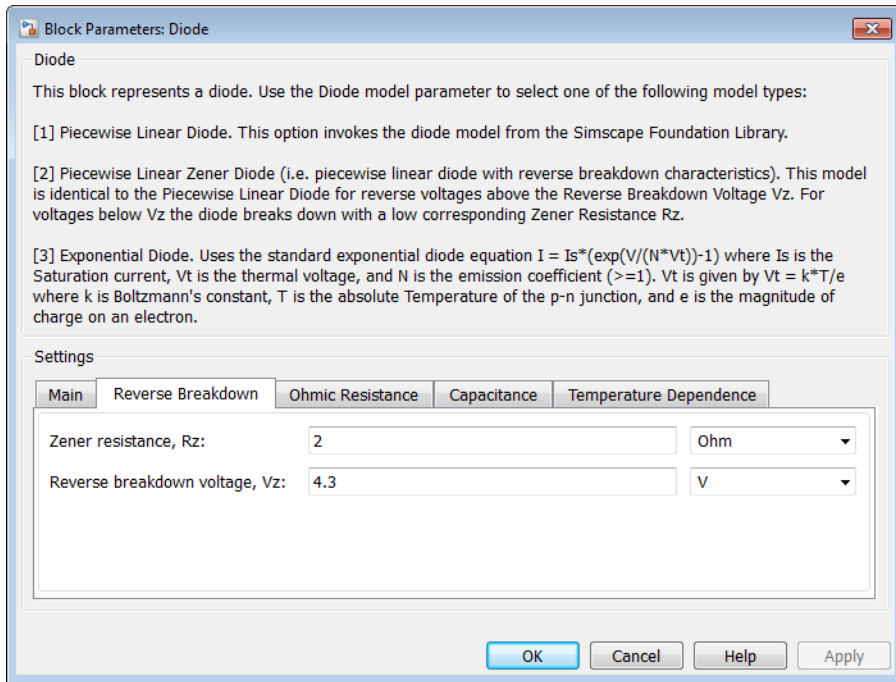 Block Parameters: Diode
Diode
This block represents a diode. Use the Diode model parameter to select one of the following model types:
[1] Piecewise Linear Diode. This option invokes the diode model from the Simscape Foundation Library.
[2] Piecewise Linear Zener Diode (i.e. piecewise linear diode with reverse breakdown characteristics). This model
is identical to the Piecewise Linear Diode for reverse voltages above the Reverse Breakdown Voltage Vz. For
voltages below Vz the diode breaks down with a low corresponding Zener Resistance Rz.
[3] Exponential Diode. Uses the standard exponential diode equation I = Is*(exp(V/(N*Vt))-1) where Is is the
Saturation current, Vt is the thermal voltage, and N is the emission coefficient (>=1). Vt is given by Vt = k*T/e
where k is Boltzmann's constant, T is the absolute Temperature of the p-n junction, and e is the magnitude of
charge on an electron.
Settings
Main Reverse Breakdown Ohmic Resistance Capacitance Temperature Dependence
Zener resistance, Rz: 2 Ohm
Reverse breakdown voltage, Vz: 4.3 V
OK Cancel Help Apply